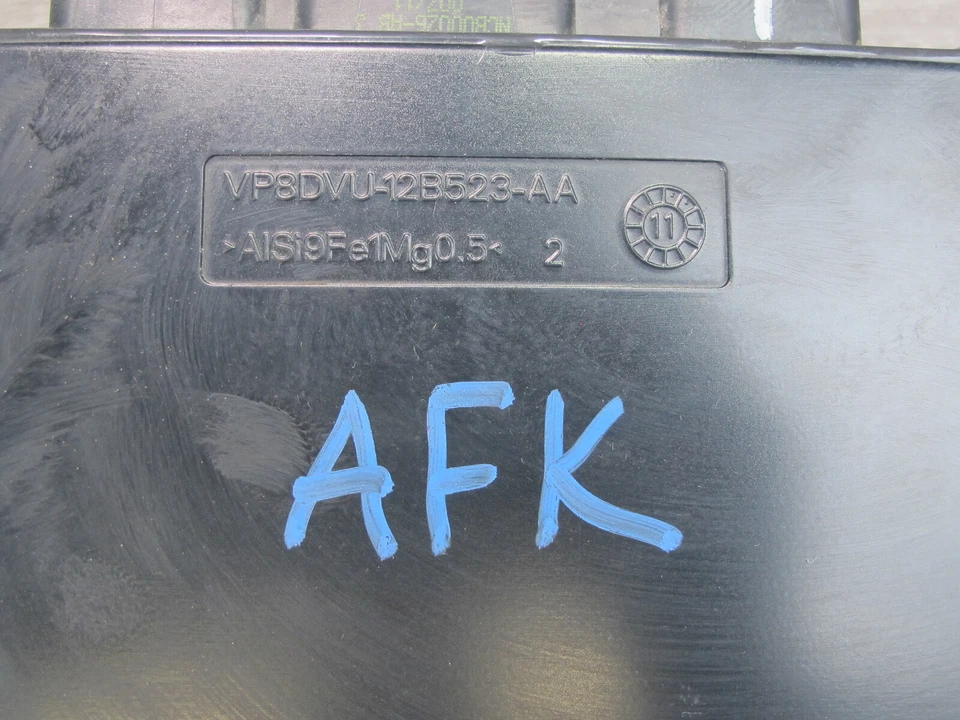 VP8DVU-12B523-AA
>AlSi9Fe1Mg0.5< 2
11
AFK